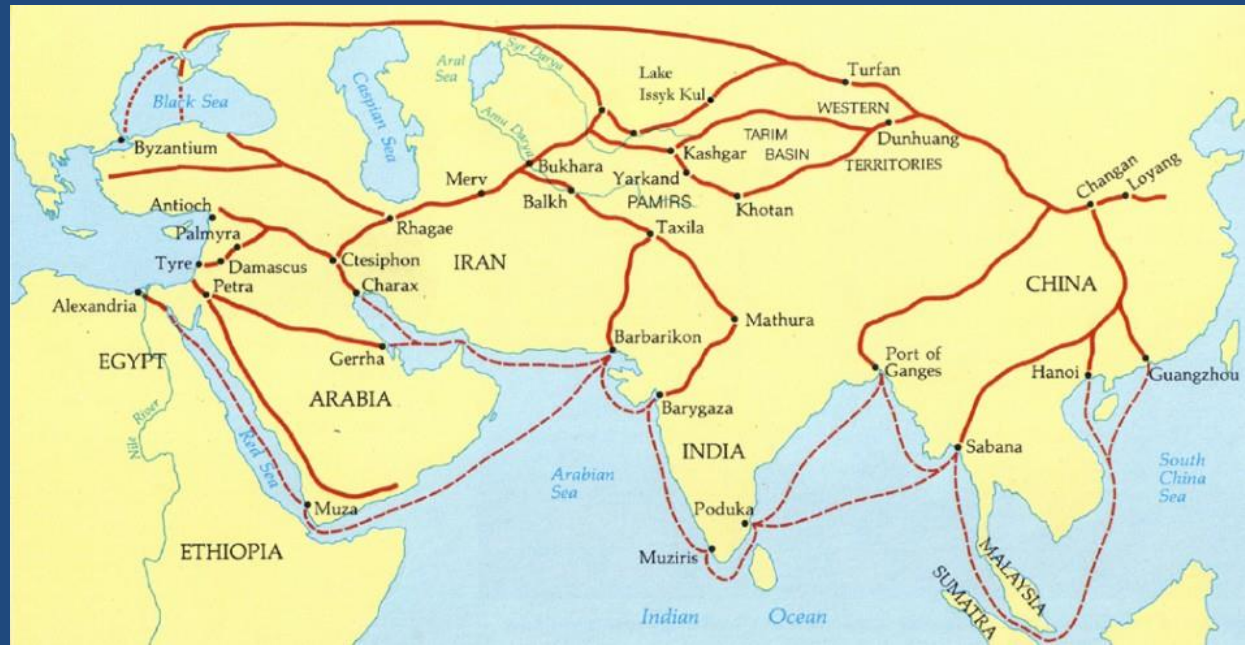 Black Sea
Byzantium
Caspian Sea
Aral
Sea
Syr Darya
Amu Darya
Lake
Issyk Kul
Turfan
WESTERN
TERRITORIES
Dunhuang
TARIM
BASIN
Kashgar
Yarkand
PAMIRS
Khotan
Bukhara
Merv
Balkh
Taxila
Changan
Loyang
Antioch
Palmyra
Tyre
Damascus
Petra
Alexandria
Rhagae
Ctesiphon
Charax
IRAN
CHINA
Gerrha
EGYPT
ARABIA
Nile River
Red Sea
Barbarikon
Mathura
Port of
Ganges
Hanoi
Guangzhou
Barygaza
INDIA
Arabian
Sea
Sabana
South
China
Sea
Muza
ETHIOPIA
Poduka
Muziris
MALAYSIA
SUMATRA
Indian Ocean